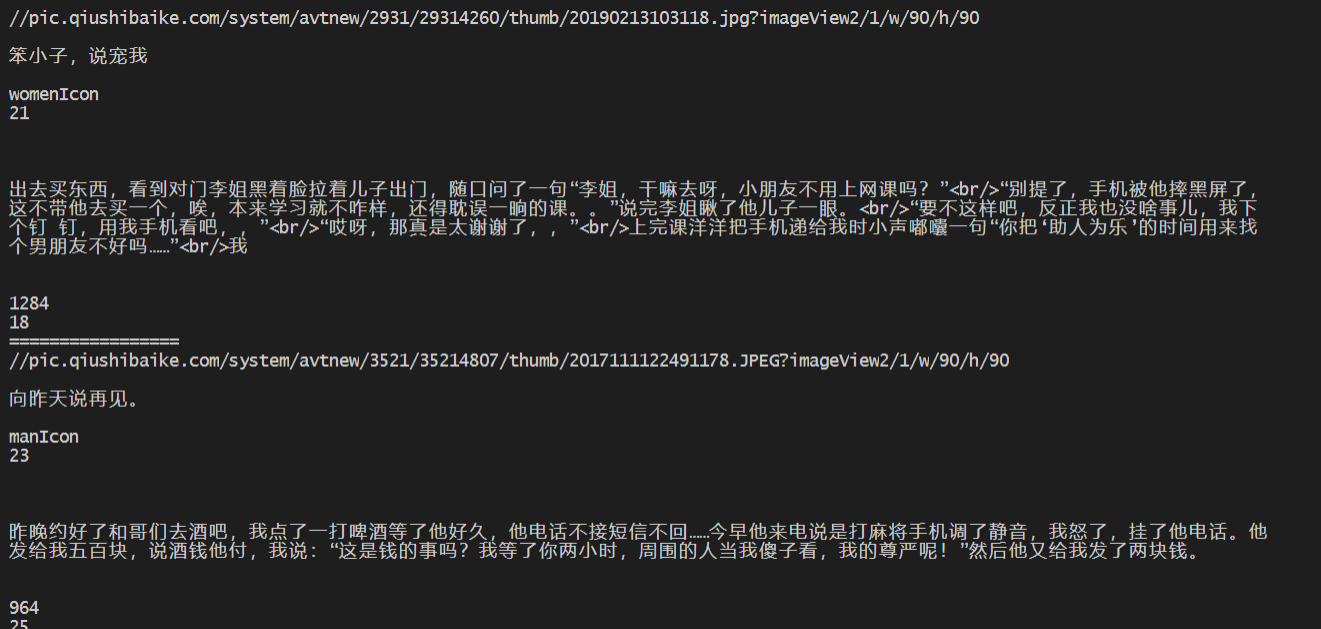 //pic.qiushibaike.com/system/avtnew/2931/29314260/thumb/20190213103118.jpg?imageView2/1/w/90/h/90
笨小子，说宠我
womenIcon
21
出去买东西，看到对门李姐黑着脸拉着儿子出门，随口问了一句“李姐，干嘛去呀，小朋友不用上网课吗？”<br/>“别提了，手机被他摔黑屏了，
这不带他去买一个，唉，本来学习就不咋样，还得耽误一晌的课。。”说完李姐瞅了他儿子一眼。<br/>“要不这样吧，反正我也没啥事儿，我下
个钉 钉，用我手机看吧，，”<br/>“哎呀，那真是太谢谢了，，”<br/>上完课洋洋把手机递给我时小声嘟囔一句“你把‘助人为乐’的时间用来找
个男朋友不好吗……”<br/>我
1284
18
=================
//pic.qiushibaike.com/system/avtnew/3521/35214807/thumb/2017111122491178.JPEG?imageView2/1/w/90/h/90
向昨天说再见。
manIcon
23
昨晚约好了和哥们去酒吧，我点了一打啤酒等了他好久，他电话不接短信不回……今早他来电说是打麻将手机调了静音，我怒了，挂了他电话。他
发给我五百块，说酒钱他付，我说：“这是钱的事吗？我等了你两小时，周围的人当我傻子看，我的尊严呢！”然后他又给我发了两块钱。
964
25